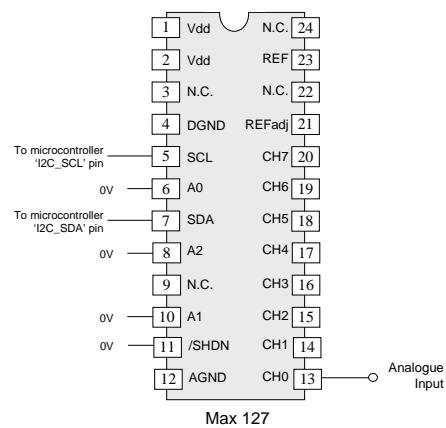 1 Vdd N.C. 24
2 Vdd REF 23
3 N.C. N.C. 22
4 DGND REFadj 21
To microcontroller
'I2C_SCL' pin
5 SCL CH7 20
0V 6 A0 CH6 19
To microcontroller
'I2C_SDA' pin
7 SDA CH5 18
0V 8 A2 CH4 17
9 N.C. CH3 16
0V 10 A1 CH2 15
0V 11 /SHDN CH1 14
12 AGND CH0 13
Analogue
Input
Max 127